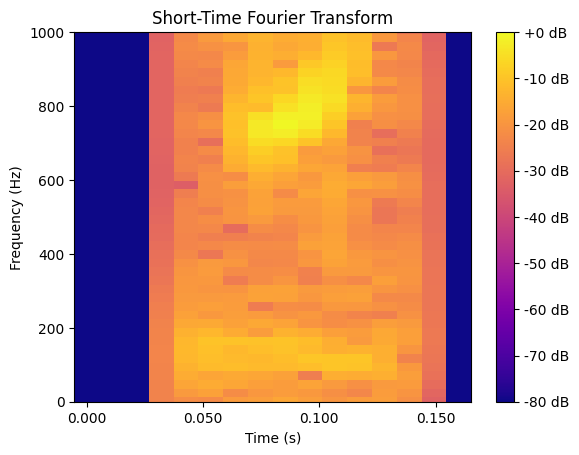 Short-Time Fourier Transform
1000
800
600
400
200
0
Frequency (Hz)
0.000
0.050
0.100
0.150
Time (s)
+0 dB
-10 dB
-20 dB
-30 dB
-40 dB
-50 dB
-60 dB
-70 dB
-80 dB